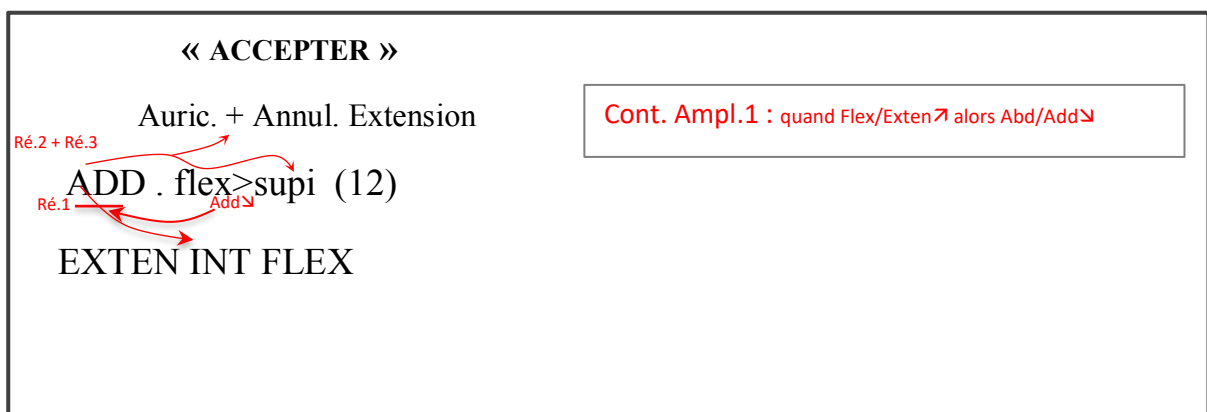 « ACCEPTER »
Auric. + Annul. Extension
Cont. Ampl.1 : quand Flex/Exten↗ alors Abd/Add↘
Ré.2 + Ré.3
ADD . flex>supi (12)
Ré.1
Add↘
EXTEN INT FLEX